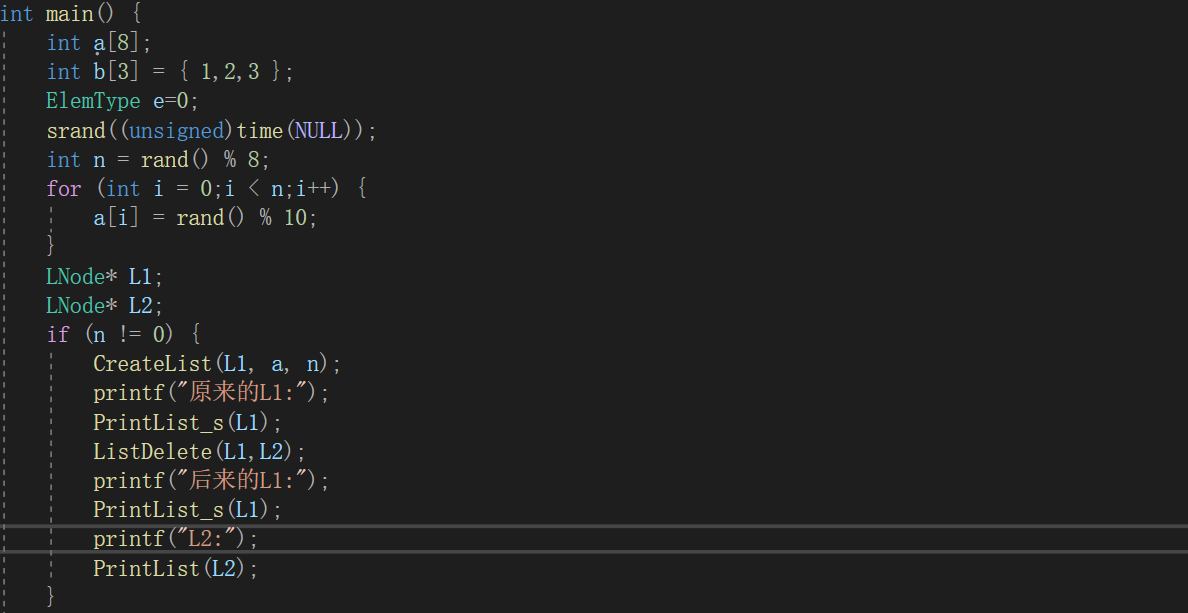 int main() {
int a[8];
int b[3] = { 1,2,3 };
ElemType e=0;
srand((unsigned)time(NULL));
int n = rand() % 8;
for (int i = 0;i < n;i++) {
a[i] = rand() % 10;
}
LNode* L1;
LNode* L2;
if (n != 0) {
CreateList(L1, a, n);
printf("原来的L1:");
PrintList_s(L1);
ListDelete(L1,L2);
printf("后来的L1:");
PrintList_s(L1);
printf("L2:");
PrintList(L2);
}